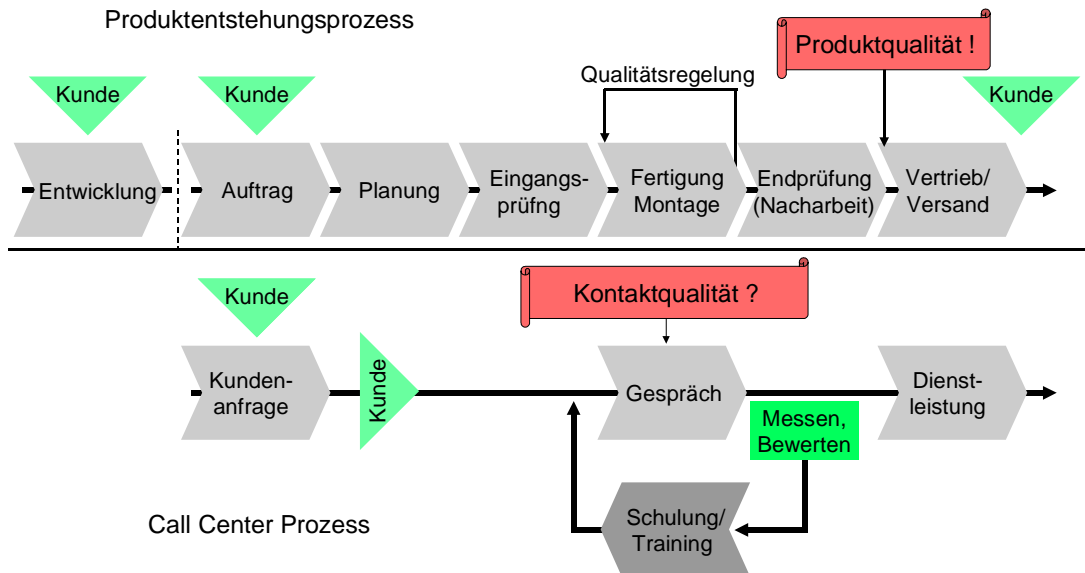 Produktentstehungsprozess
Produktqualität !
Qualitätsregelung
Kunde
Kunde
Kunde
Entwicklung
Auftrag
Planung
Eingangs-
prüfng
Fertigung
Montage
Endprüfung
(Nacharbeit)
Vertrieb/
Versand
Kunde
Kontaktqualität ?
Kunden-
anfrage
Kunde
Gespräch
Dienst-
leistung
Messen,
Bewerten
Schulung/
Training
Call Center Prozess